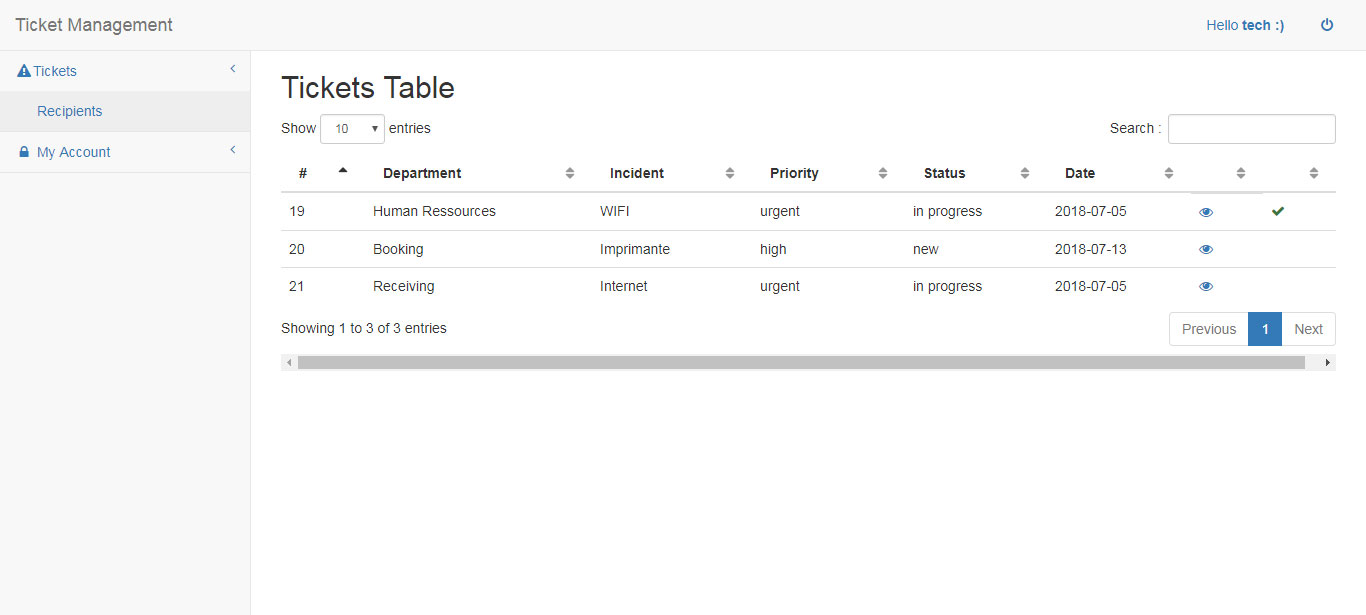 Ticket Management
Hello tech :)
Tickets
Recipients
My Account
Tickets Table
Show 10 entries
Search :
# Department Incident Priority Status Date
19 Human Ressources WIFI urgent in progress 2018-07-05
20 Booking Imprimante high new 2018-07-13
21 Receiving Internet urgent in progress 2018-07-05
Showing 1 to 3 of 3 entries
Previous 1 Next